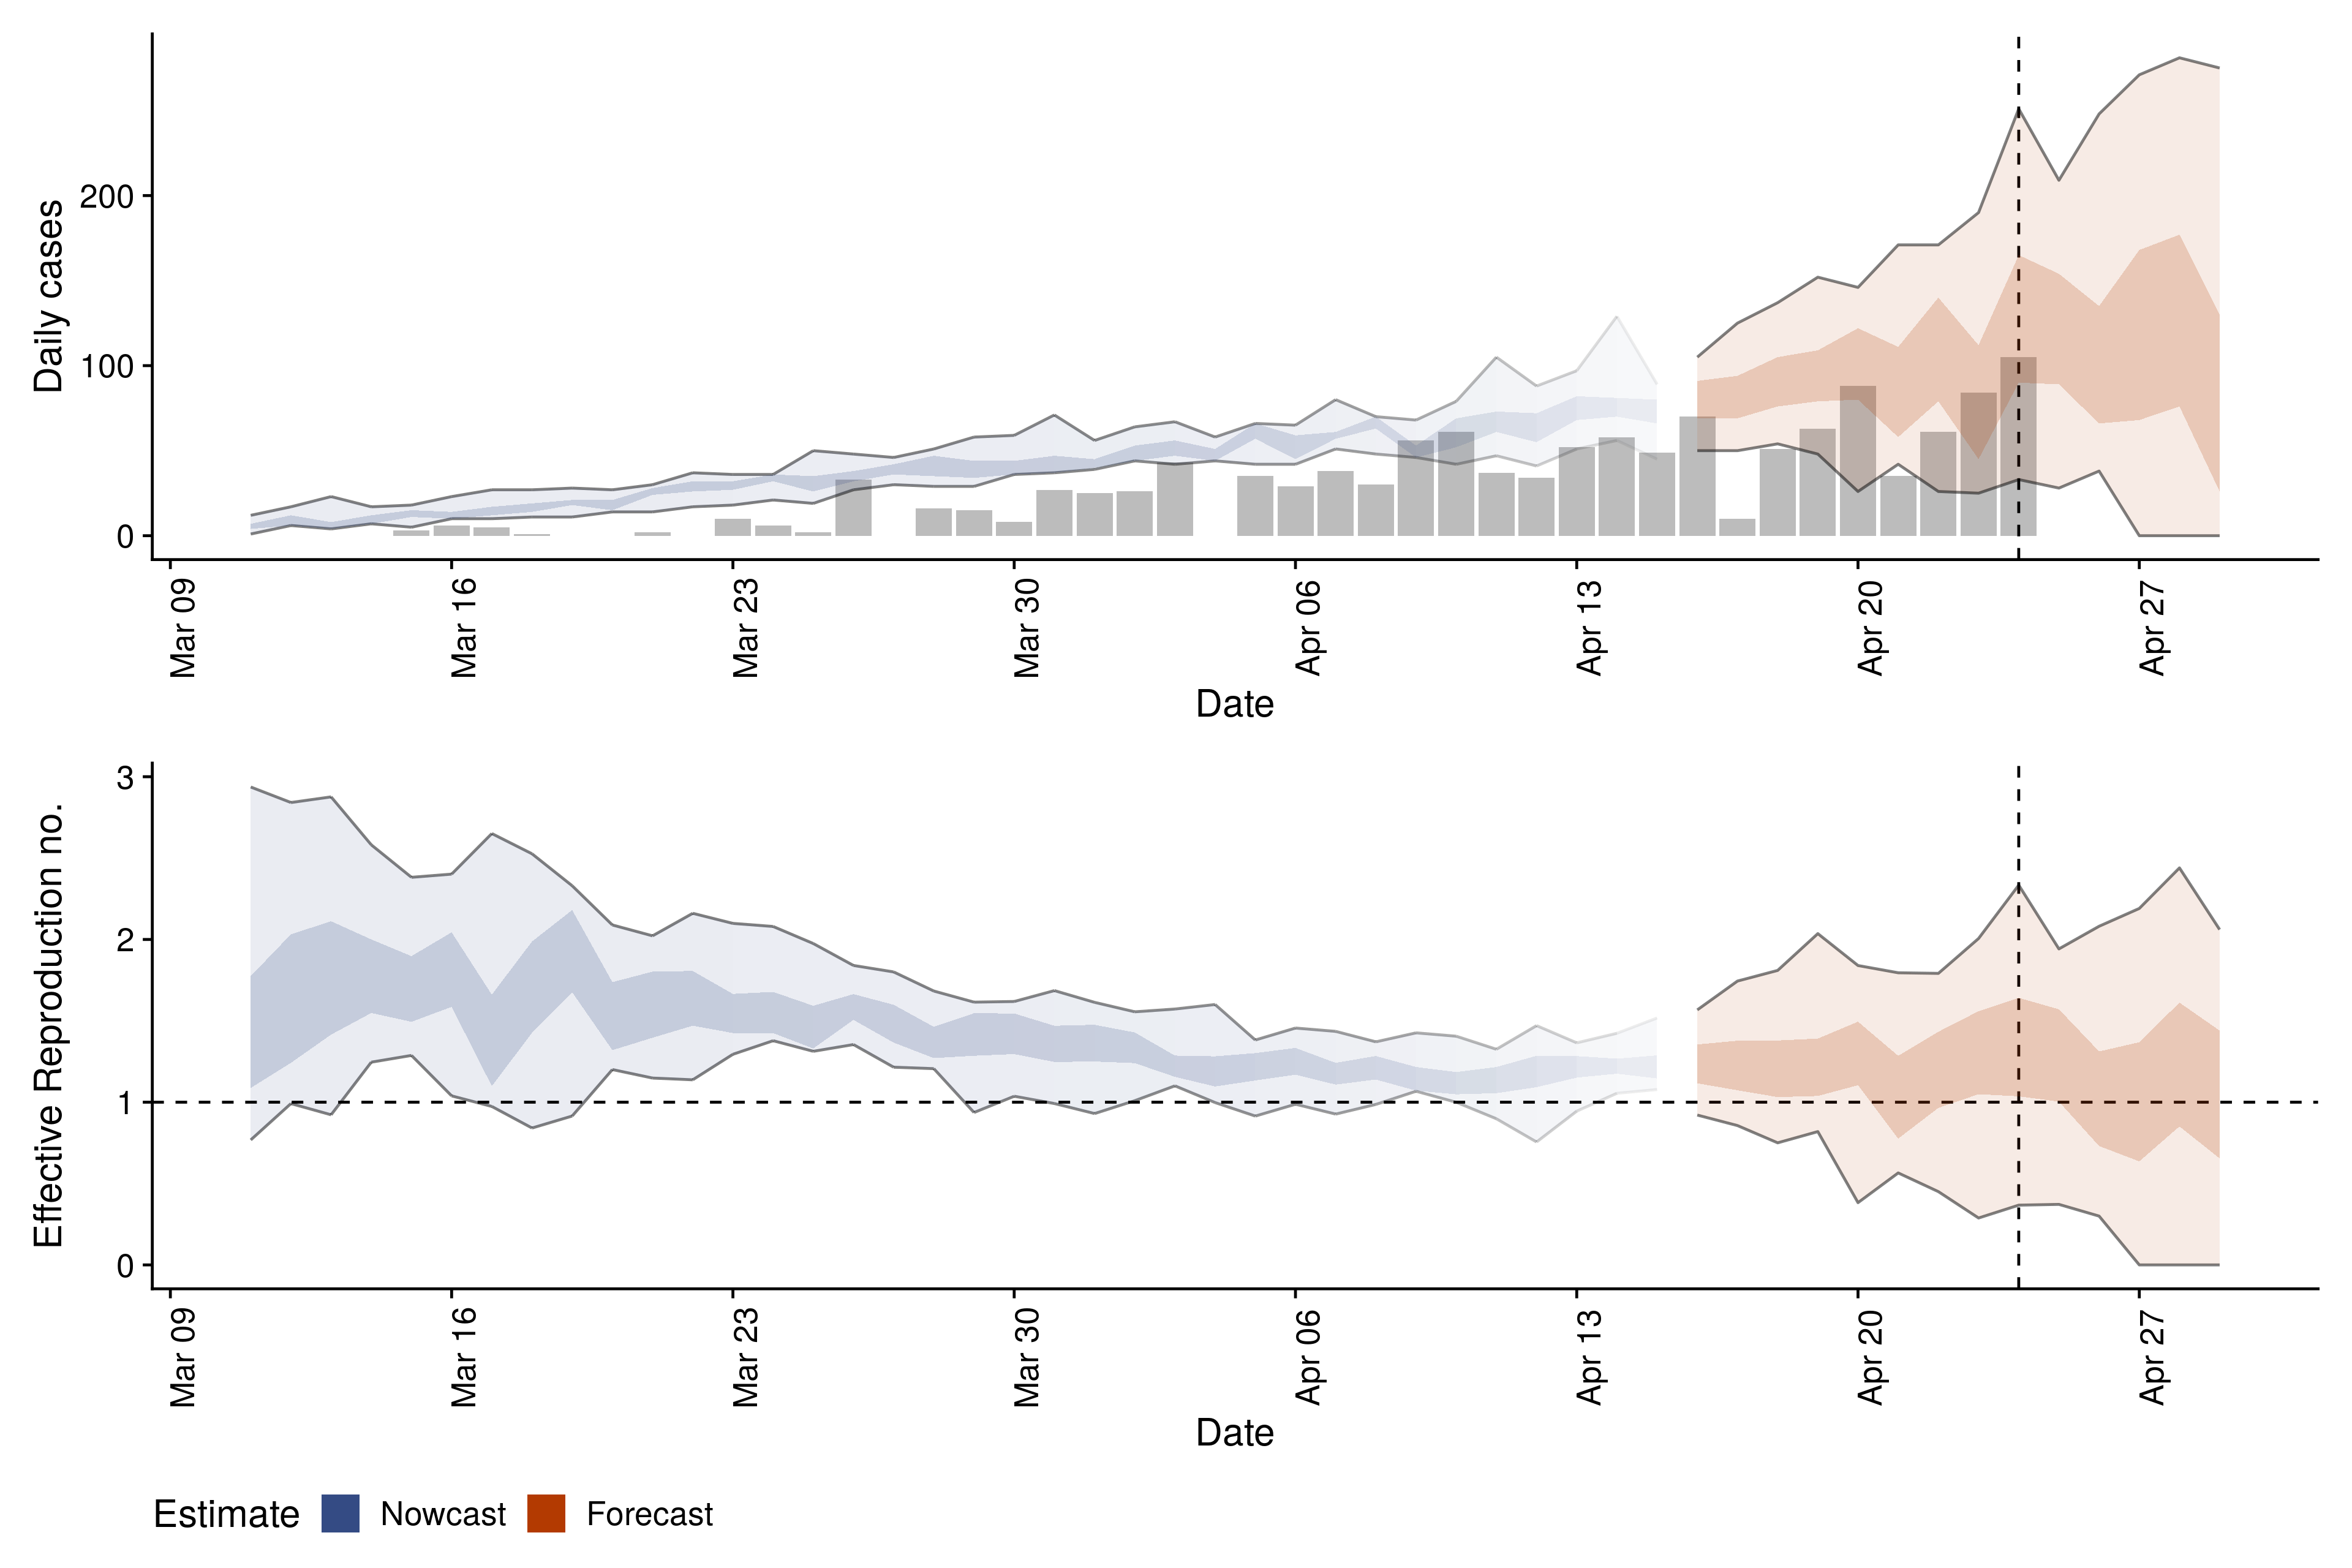 Daily cases
200
100
0
Mar 09
Mar 16
Mar 23
Mar 30
Apr 06
Apr 13
Apr 20
Apr 27
Date
Effective Reproduction no.
3
2
1
0
Mar 09
Mar 16
Mar 23
Mar 30
Apr 06
Apr 13
Apr 20
Apr 27
Date
Estimate Nowcast Forecast